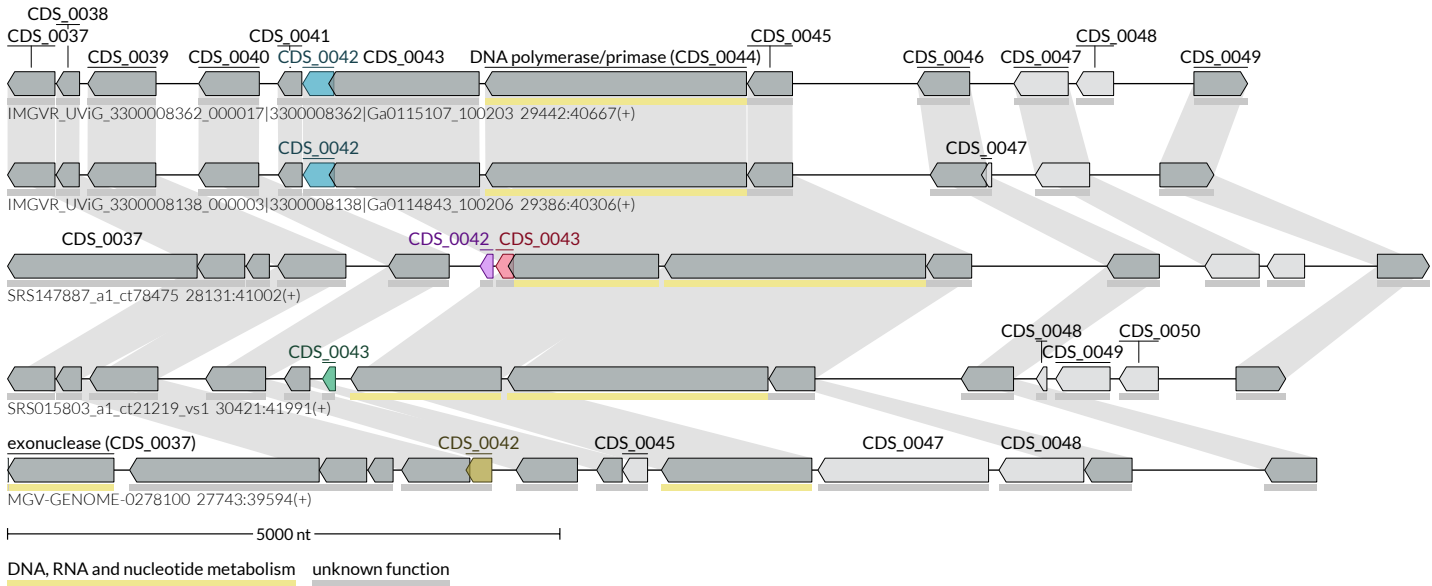 CDS_0038
CDS_0037 CDS_0041 CDS_0045 CDS_0048
CDS_0039 CDS_0040 CDS_0042 CDS_0043 DNA polymerase/primase (CDS_0044) CDS_0046 CDS_0047 CDS_0049
IMGVR_UViG_3300008362_000017|3300008362|Ga0115107_100203 29442:40667(+)
CDS_0042 CDS_0047
IMGVR_UViG_3300008138_000003|3300008138|Ga0114843_100206 29386:40306(+)
CDS_0037 CDS_0042 CDS_0043
SRS147887_a1_ct78475 28131:41002(+)
CDS_0048 CDS_0050
CDS_0043 CDS_0049
SRS015803_a1_ct21219_vs1 30421:41991(+)
exonuclease (CDS_0037) CDS_0042 CDS_0045 CDS_0047 CDS_0048
MGV-GENOME-0278100 27743:39594(+)
5000 nt
DNA, RNA and nucleotide metabolism unknown function